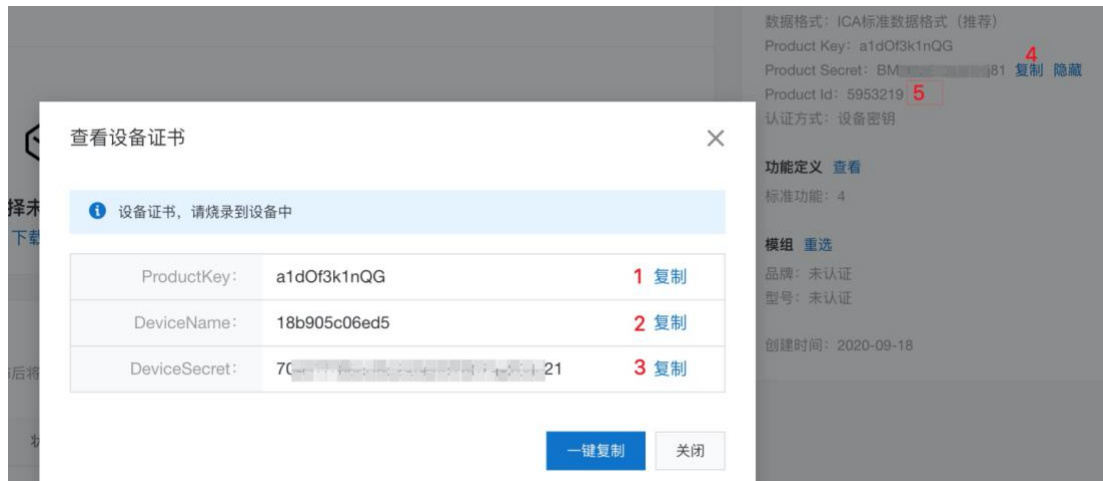 数据格式：ICA标准数据格式（推荐）
Product Key：a1dOf3k1nQG
4
Product Secret：BM j81 复制 隐藏
Product Id：5953219 5
认证方式：设备密钥
功能定义 查看
标准功能：4
模组 重选
品牌：未认证
型号：未认证
创建时间：2020-09-18
择未
下载
后将
状
查看设备证书
设备证书，请烧录到设备中
ProductKey： a1dOf3k1nQG 1 复制
DeviceName： 18b905c06ed5 2 复制
DeviceSecret： 70 21 3 复制
一键复制 关闭